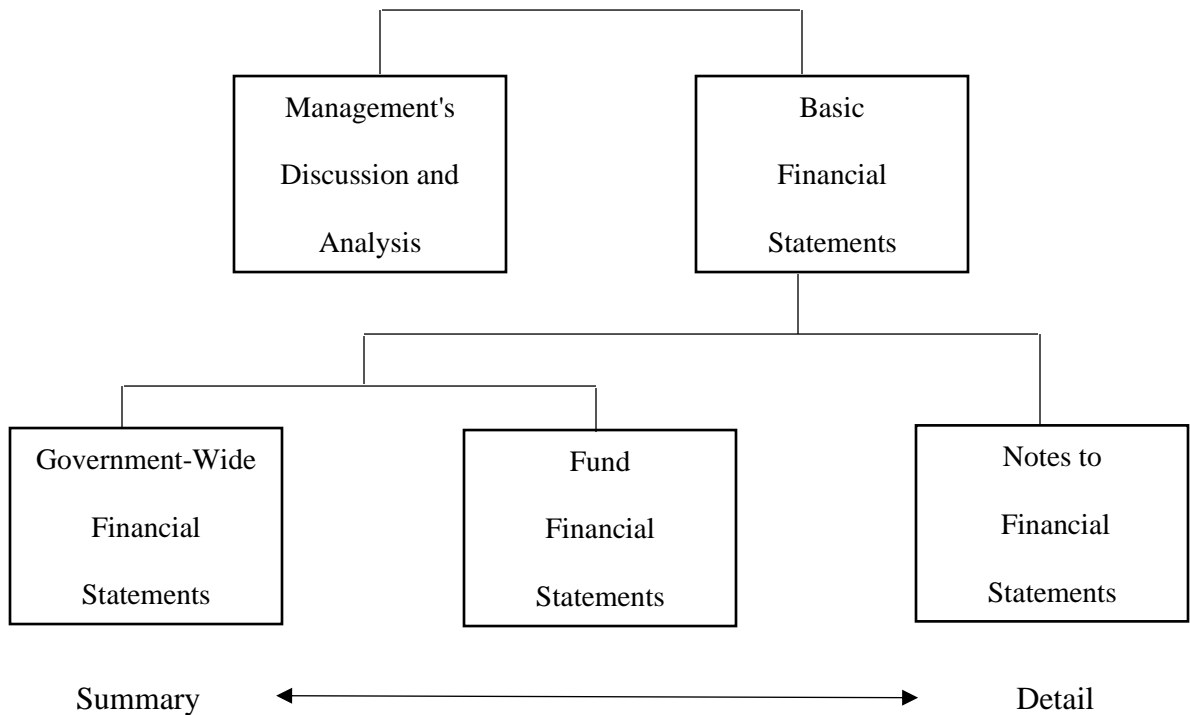 Management's
Discussion and
Analysis
Basic
Financial
Statements
Government-Wide
Financial
Statements
Fund
Financial
Statements
Notes to
Financial
Statements
Summary
Detail